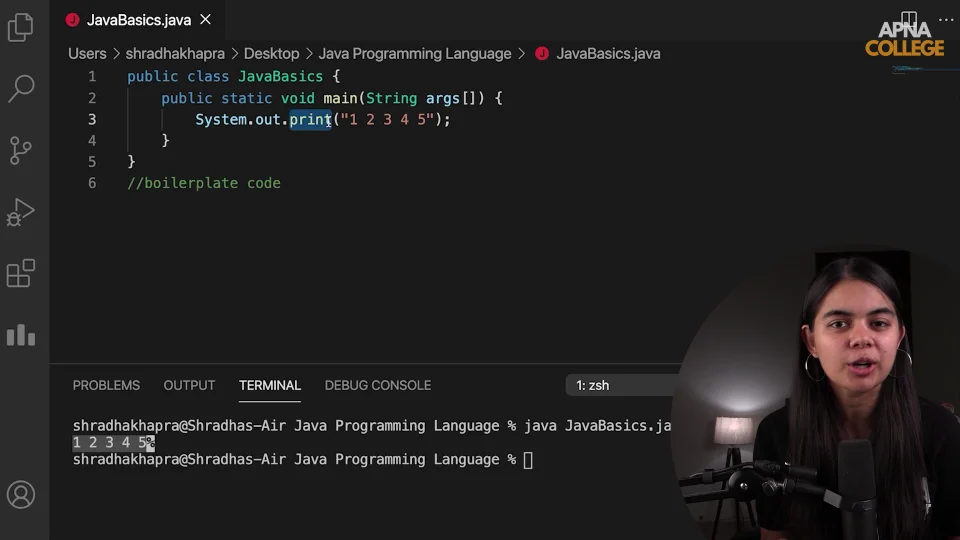 JavaBasics.java
APNA
COLLEGE
Users > shradhakhapra > Desktop > Java Programming Language > JavaBasics.java
1 public class JavaBasics {
2 public static void main(String args[]) {
3 System.out.print("1 2 3 4 5");
4 }
5 }
6 //boilerplate code
PROBLEMS OUTPUT TERMINAL DEBUG CONSOLE 1: zsh
shradhakhapra@Shradhas-Air Java Programming Language % java JavaBasics.ja
1 2 3 4 5%
shradhakhapra@Shradhas-Air Java Programming Language %